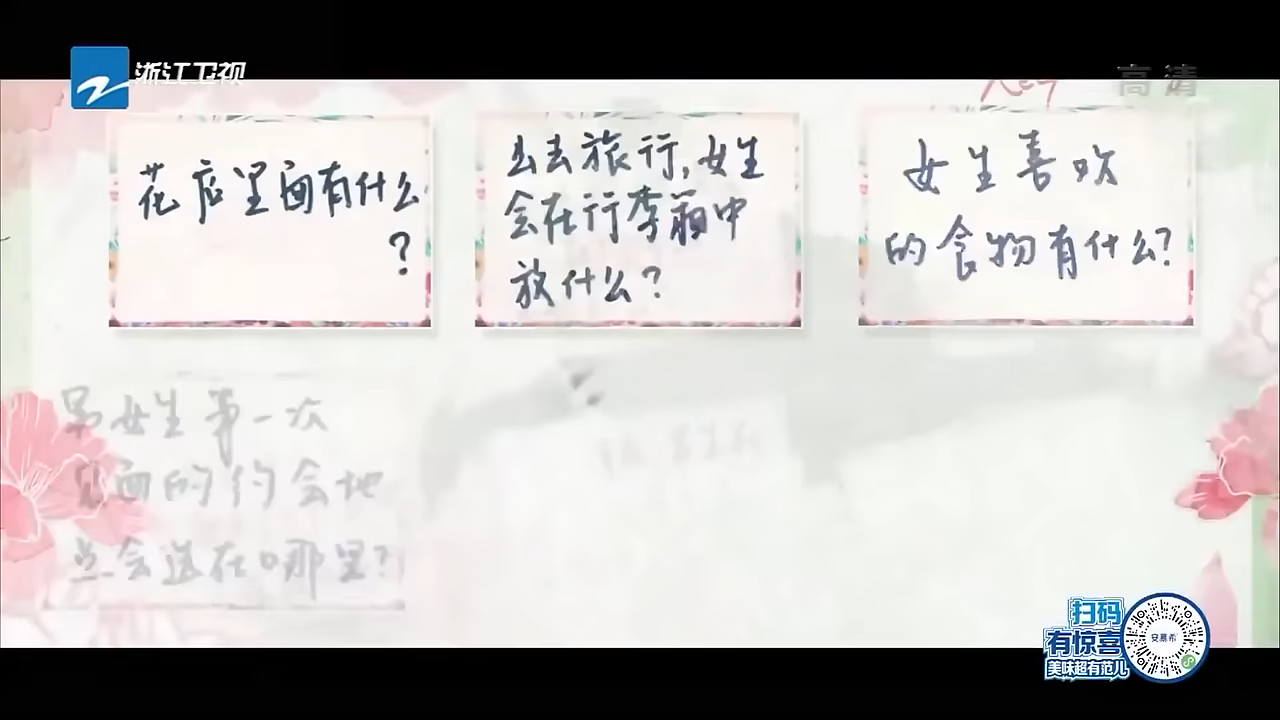 浙江卫视
高清
花店里面有什么
?
出去旅行,女生
会在行李箱中
放什么?
女生喜欢
的食物有什么?
男女生第一次
见面的约会地
点会选在哪里?
扫码
有惊喜
美味超有范儿
安慕希